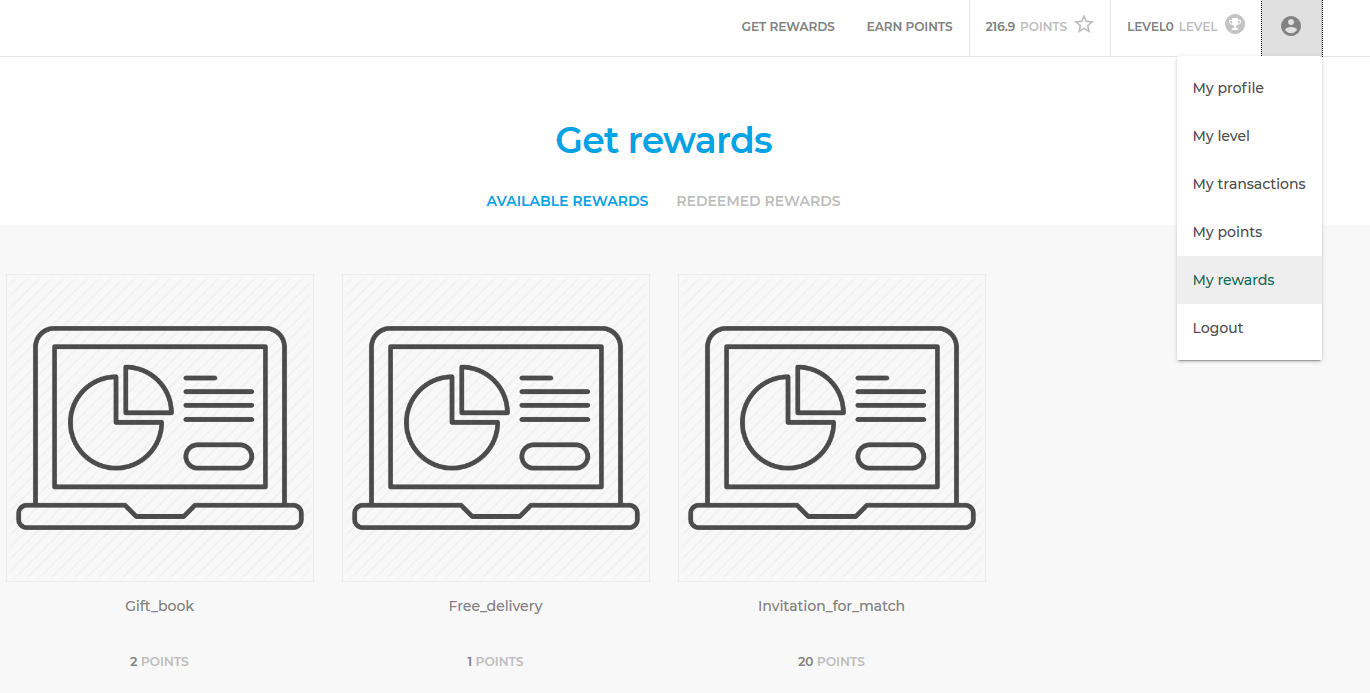 GET REWARDS EARN POINTS 216.9 POINTS LEVEL0 LEVEL
My profile
My level
My transactions
My points
My rewards
Logout
Get rewards
AVAILABLE REWARDS REDEEMED REWARDS
Gift_book Free_delivery Invitation_for_match
2 POINTS 1 POINTS 20 POINTS